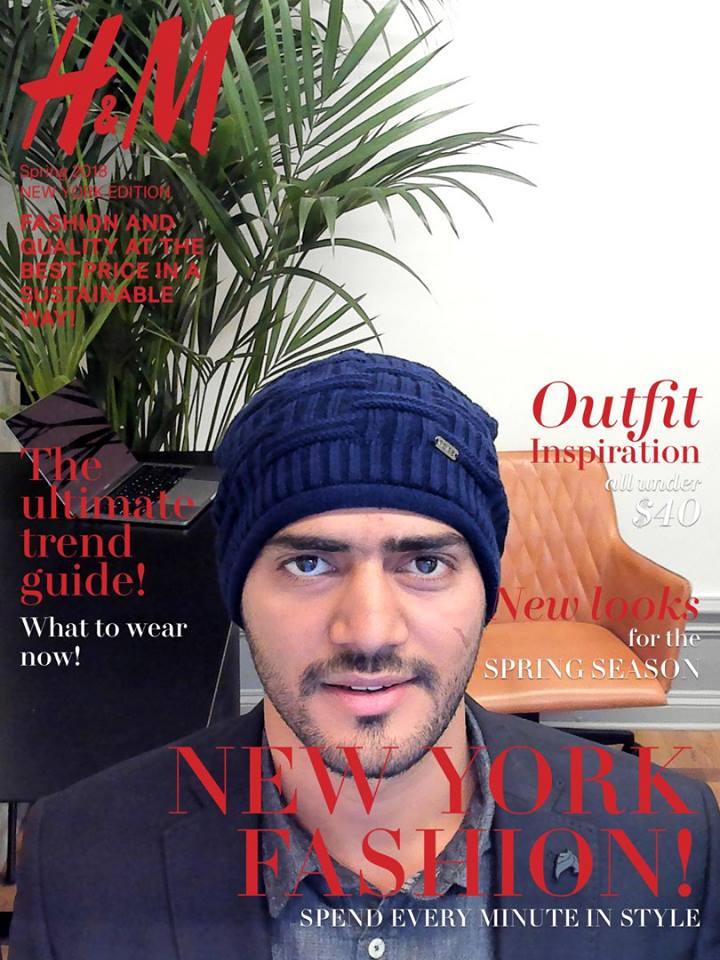 H&M
Spring 2018
NEW YORK EDITION
FASHION AND
QUALITY AT THE
BEST PRICE IN A
SUSTAINABLE
WAY!
Outfit
Inspiration
all under
$40
The
ultimate
trend
guide!
What to wear
now!
New looks
for the
SPRING SEASON
NEW YORK
FASHION!
SPEND EVERY MINUTE IN STYLE